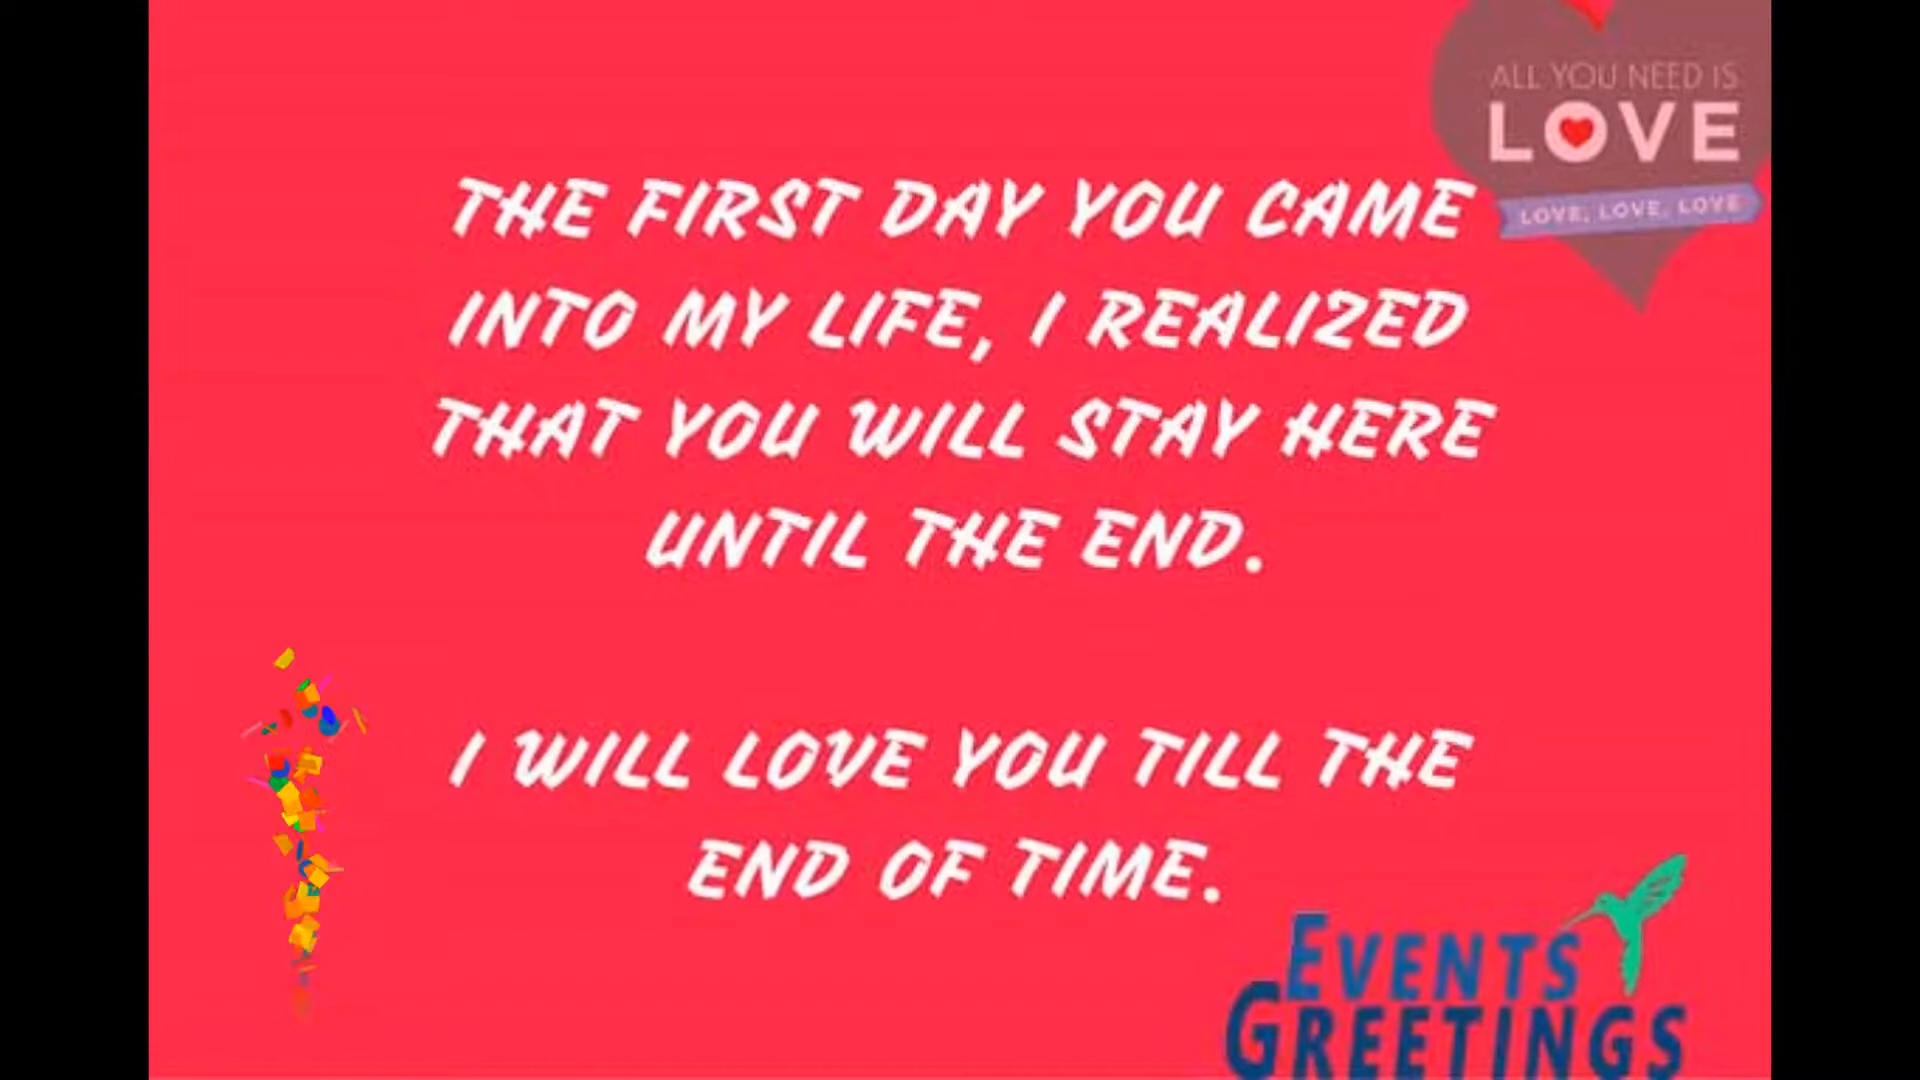 ALL YOU NEED IS
LOVE
LOVE, LOVE, LOVE
THE FIRST DAY YOU CAME
INTO MY LIFE, I REALIZED
THAT YOU WILL STAY HERE
UNTIL THE END.
I WILL LOVE YOU TILL THE
END OF TIME.
EVENTS
GREETINGS